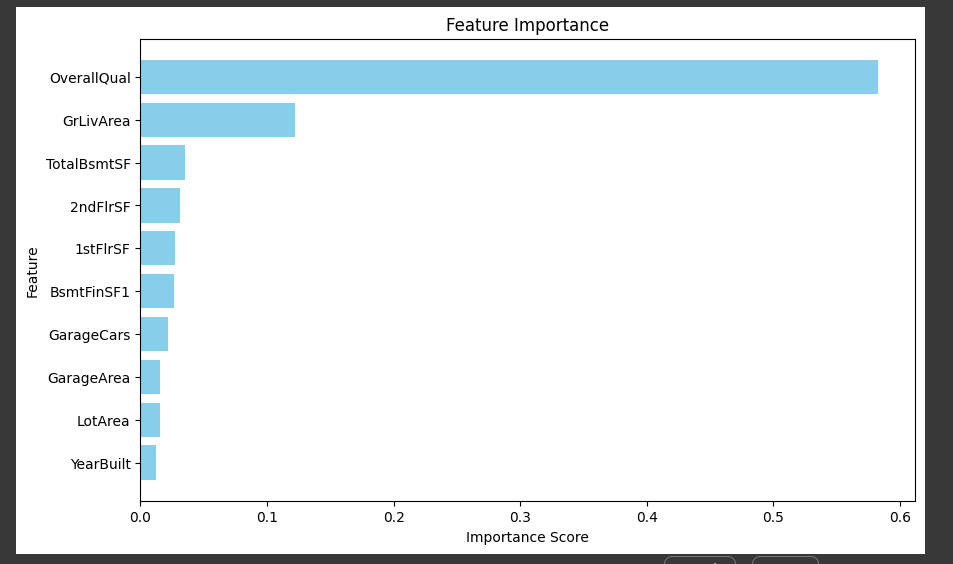 Feature Importance
OverallQual
GrLivArea
TotalBsmtSF
2ndFlrSF
1stFlrSF
BsmtFinSF1
GarageCars
GarageArea
LotArea
YearBuilt
Feature
0.0 0.1 0.2 0.3 0.4 0.5 0.6
Importance Score